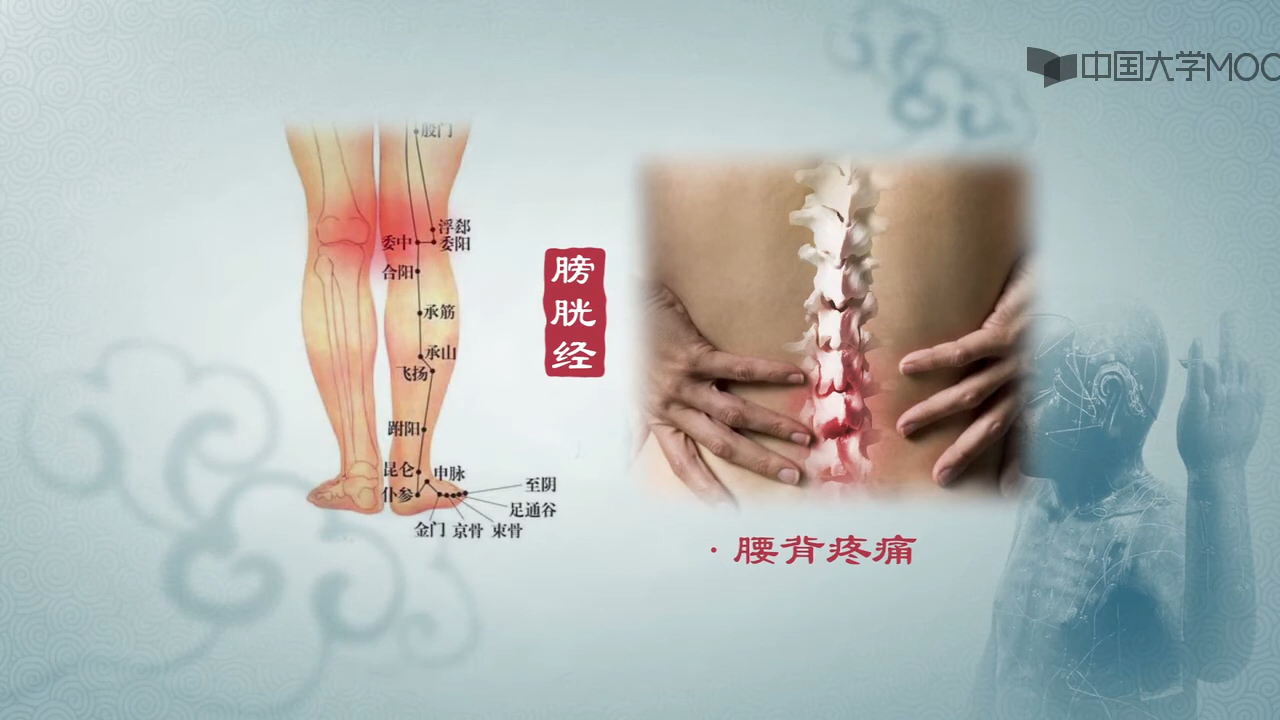 中国大学MOO
股门
浮郄
委中
委阳
合阳
承筋
承山
飞扬
跗阳
昆仑
申脉
仆参
至阴
足通谷
金门
京骨
束骨
膀胱经
·腰背疼痛